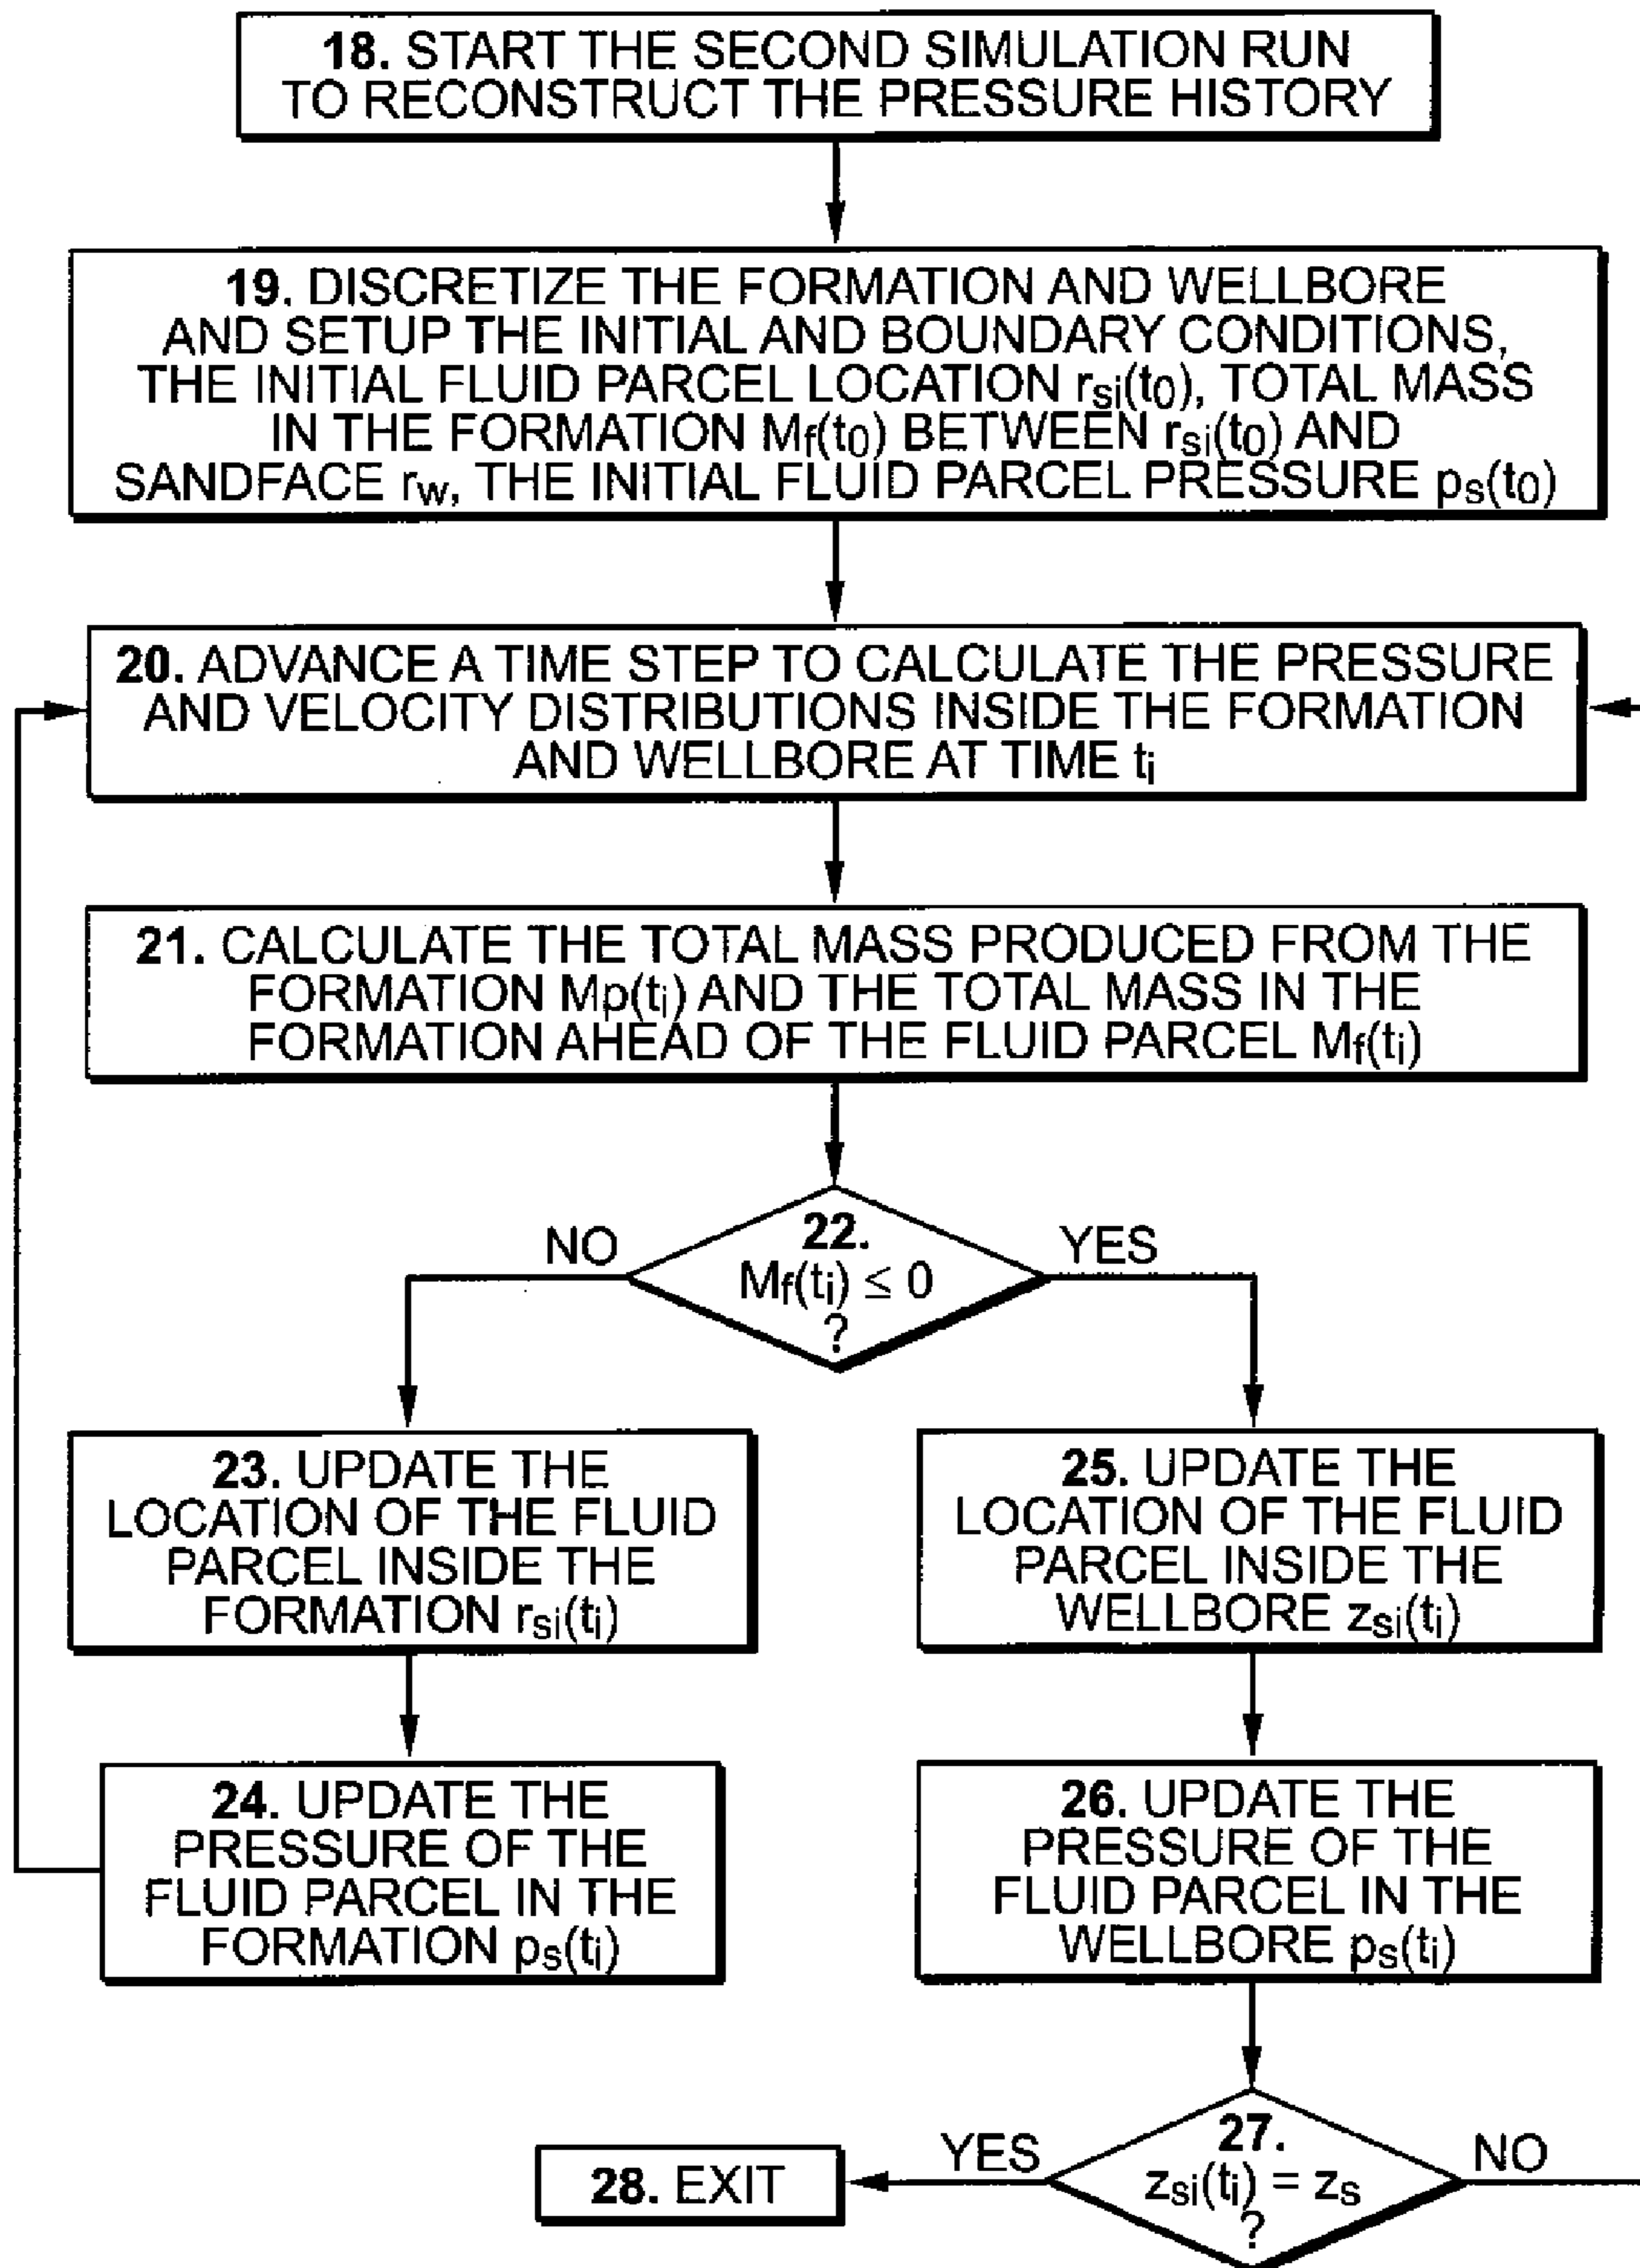 18. START THE SECOND SIMULATION RUN
TO RECONSTRUCT THE PRESSURE HISTORY
19. DISCRETIZE THE FORMATION AND WELLBORE
AND SETUP THE INITIAL AND BOUNDARY CONDITIONS,
THE INITIAL FLUID PARCEL LOCATION rsi(t0), TOTAL MASS
IN THE FORMATION Mf(t0) BETWEEN rsi(t0) AND
SANDFACE rw, THE INITIAL FLUID PARCEL PRESSURE ps(t0)
20. ADVANCE A TIME STEP TO CALCULATE THE PRESSURE
AND VELOCITY DISTRIBUTIONS INSIDE THE FORMATION
AND WELLBORE AT TIME ti
21. CALCULATE THE TOTAL MASS PRODUCED FROM THE
FORMATION Mp(ti) AND THE TOTAL MASS IN THE
FORMATION AHEAD OF THE FLUID PARCEL Mf(ti)
NO
22.
Mf(ti) ≤ 0
?
YES
23. UPDATE THE
LOCATION OF THE FLUID
PARCEL INSIDE THE
FORMATION rsi(ti)
25. UPDATE THE
LOCATION OF THE FLUID
PARCEL INSIDE THE
WELLBORE zsi(ti)
24. UPDATE THE
PRESSURE OF THE
FLUID PARCEL IN THE
FORMATION ps(ti)
26. UPDATE THE
PRESSURE OF THE
FLUID PARCEL IN THE
WELLBORE ps(ti)
28. EXIT
YES
27.
zsi(ti) = zs
?
NO